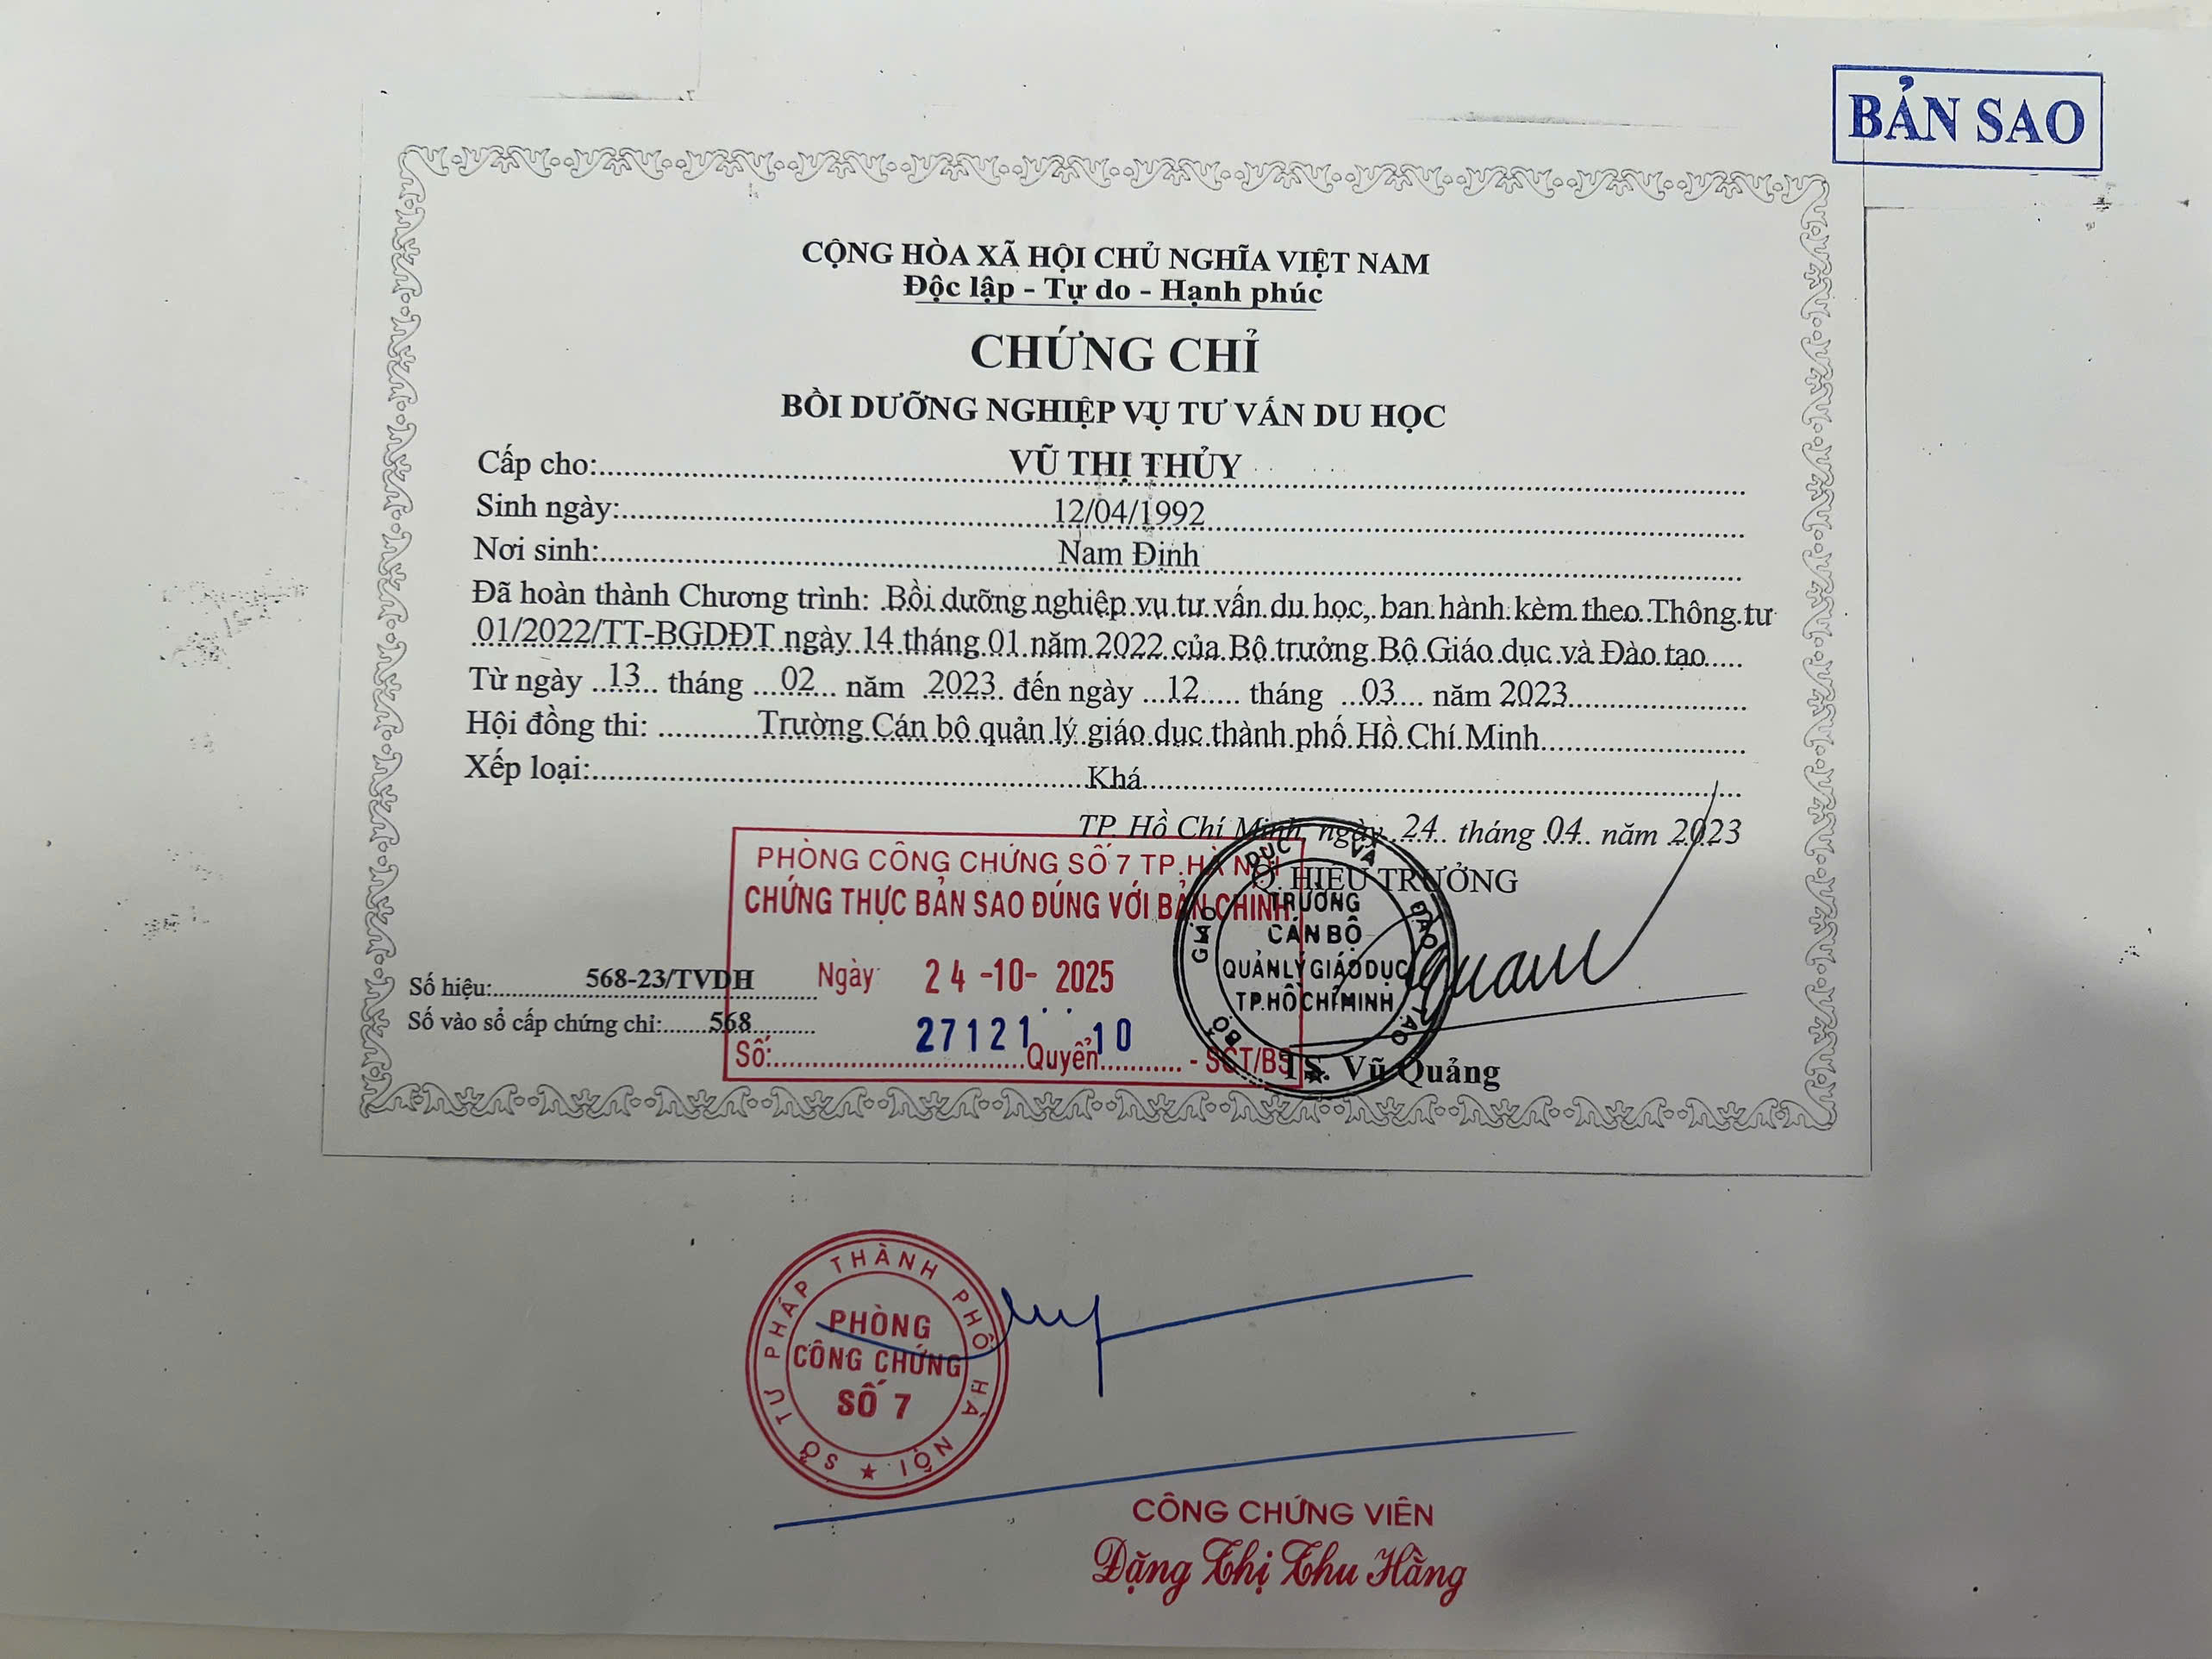 BẢN SAO
CỘNG HÒA XÃ HỘI CHỦ NGHĨA VIỆT NAM
Độc lập - Tự do - Hạnh phúc
CHỨNG CHỈ
BỒI DƯỠNG NGHIỆP VỤ TƯ VẤN DU HỌC
Cấp cho: VŨ THỊ THỦY
Sinh ngày: 12/04/1992
Nơi sinh: Nam Định
Đã hoàn thành Chương trình: Bồi dưỡng nghiệp vụ tư vấn du học, ban hành kèm theo Thông tư
01/2022/TT-BGDĐT ngày 14 tháng 01 năm 2022 của Bộ trưởng Bộ Giáo dục và Đào tạo
Từ ngày 13 tháng 02 năm 2023 đến ngày 12 tháng 03 năm 2023
Hội đồng thi: Trường Cán bộ quản lý giáo dục thành phố Hồ Chí Minh
Xếp loại: Khá
TP. Hồ Chí Minh, ngày 24 tháng 04 năm 2023
Q. HIỆU TRƯỞNG
BỘ GIÁO DỤC VÀ ĐÀO TẠO
TRƯỜNG
CÁN BỘ
QUẢN LÝ GIÁO DỤC
TP.HỒ CHÍ MINH
TS. Vũ Quảng
Số hiệu: 568-23/TVDH
Số vào sổ cấp chứng chỉ: 568
PHÒNG CÔNG CHỨNG SỐ 7 TP.HÀ NỘI
CHỨNG THỰC BẢN SAO ĐÚNG VỚI BẢN CHÍNH
Ngày 24-10-2025
Số: 27121 Quyển 10 - SCT/BS
SỞ TƯ PHÁP THÀNH PHỐ HÀ NỘI
PHÒNG
CÔNG CHỨNG
SỐ 7
CÔNG CHỨNG VIÊN
Đặng Thị Thu Hằng